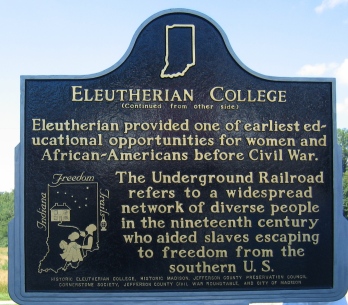 ELEUTHERIAN COLLEGE
(Continued from other side)
Eleutherian provided one of earliest ed-
ucational opportunities for women and
African-Americans before Civil War.
The Underground Railroad
refers to a widespread
network of diverse people
in the nineteenth century
who aided slaves escaping
to freedom from the
southern U. S.
Indiana
Freedom
Trails
HISTORIC ELEUTHERIAN COLLEGE, HISTORIC MADISON, JEFFERSON COUNTY PRESERVATION COUNCIL
CORNERSTONE SOCIETY, JEFFERSON COUNTY CIVIL WAR ROUNDTABLE, AND CITY OF MADISON